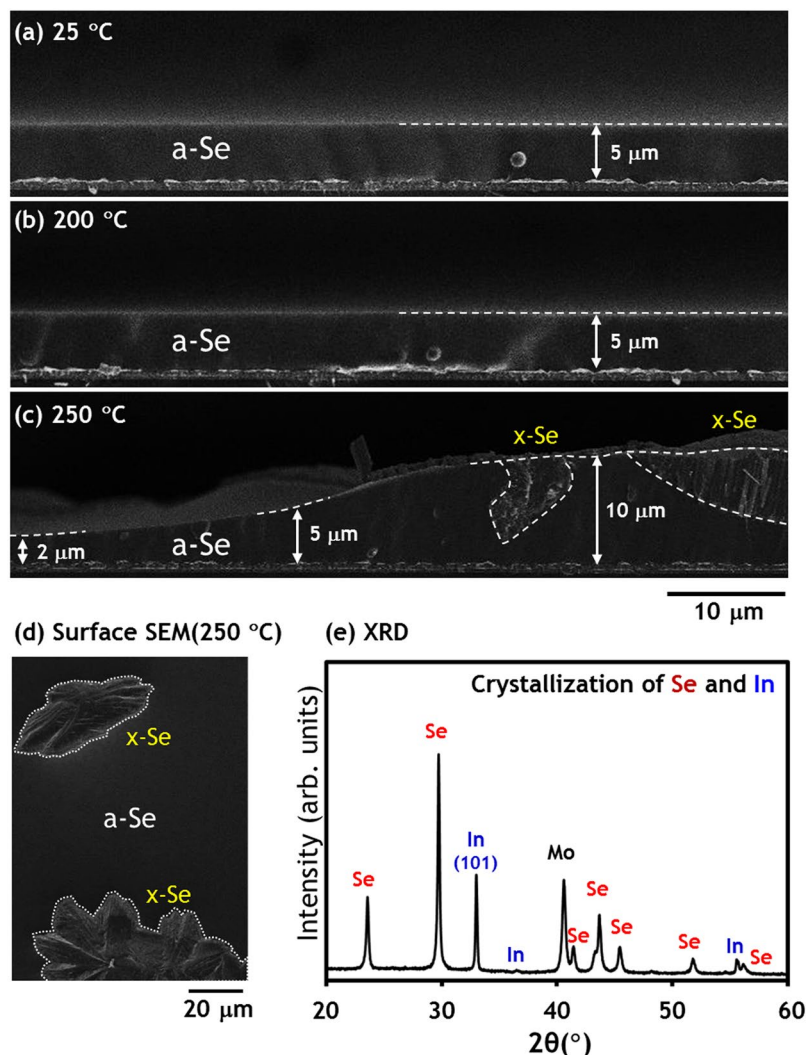 (a) 25 °C
a-Se
5 μm
(b) 200 °C
a-Se
5 μm
(c) 250 °C
x-Se
x-Se
2 μm
a-Se
5 μm
10 μm
10 μm
(d) Surface SEM(250 °C)
x-Se
a-Se
x-Se
20 μm
(e) XRD
Crystallization of Se and In
Intensity (arb. units)
Se
Se
In
(101)
In
Mo
Se
Se
Se
Se
In
Se
20
30
40
50
60
2θ(°)